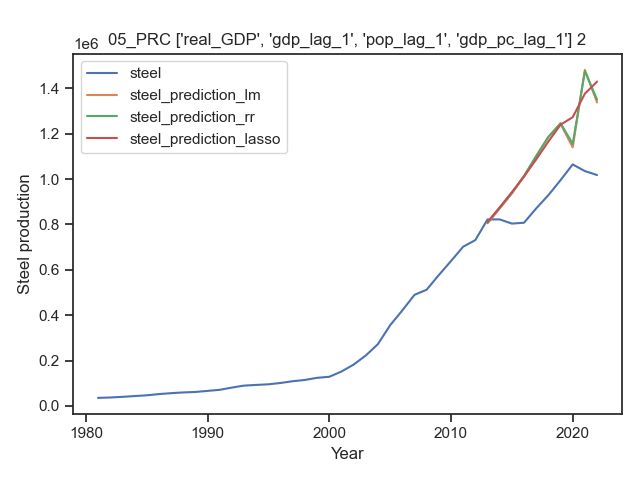 05_PRC ['real_GDP', 'gdp_lag_1', 'pop_lag_1', 'gdp_pc_lag_1'] 2
1e6
steel
steel_prediction_lm
steel_prediction_rr
steel_prediction_lasso
1.4
1.2
1.0
0.8
0.6
0.4
0.2
0.0
Steel production
1980
1990
2000
2010
2020
Year